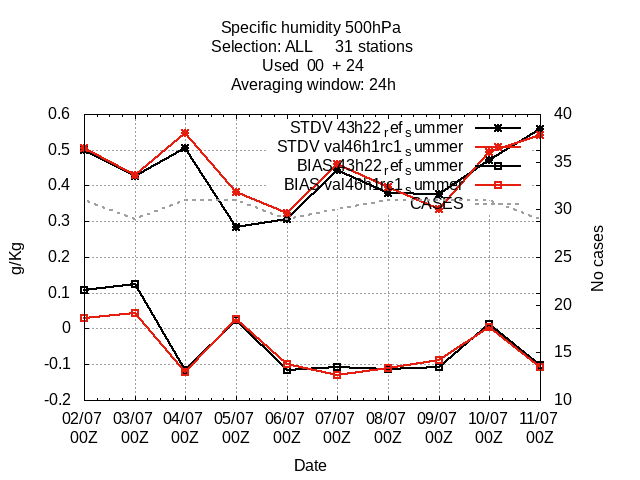 Specific humidity 500hPa
Selection: ALL 31 stations
Used 00 + 24
Averaging window: 24h
0.6
0.5
0.4
0.3
0.2
0.1
0
-0.1
-0.2
g/Kg
40
35
30
25
20
15
10
No cases
STDV 43h22refsummer
STDV val46h1rc1summer
BIAS 43h22refsummer
BIAS val46h1rc1summer
CASES
02/07 03/07 04/07 05/07 06/07 07/07 08/07 09/07 10/07 11/07
00Z 00Z 00Z 00Z 00Z 00Z 00Z 00Z 00Z 00Z
Date